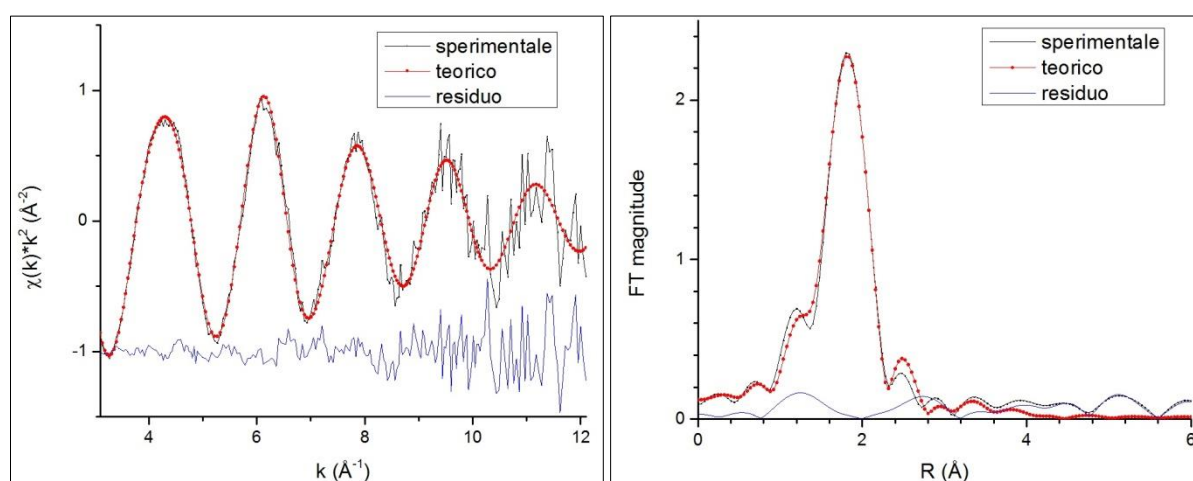 sperimentale
teorico
residuo
1
0
-1
χ(k)*k² (Å⁻²)
4
6
8
10
12
k (Å⁻¹)
sperimentale
teorico
residuo
2
1
0
FT magnitude
0
2
4
6
R (Å)